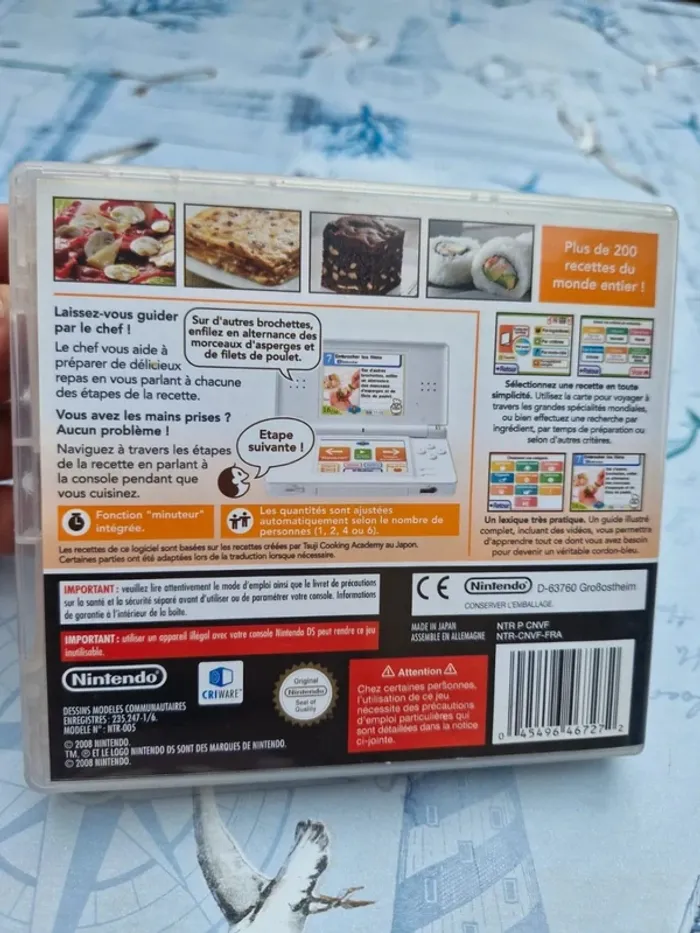 Plus de 200
recettes du
monde entier !
Laissez-vous guider
par le chef !
Le chef vous aide à
préparer de délicieux
repas en vous parlant à chacune
des étapes de la recette.
Vous avez les mains prises ?
Aucun problème !
Naviguez à travers les étapes
de la recette en parlant à
la console pendant que
vous cuisinez.
Sur d'autres brochettes,
enfilez en alternance des
morceaux d'asperges et
de filets de poulet.
Etape
suivante !
Sélectionnez une recette en toute
simplicité. Utilisez la carte pour voyager à
travers les grandes spécialités mondiales,
ou bien effectuez une recherche par
ingrédient, par temps de préparation ou
selon d'autres critères.
Un lexique très pratique. Un guide illustré
complet, incluant des vidéos, vous permettra
d'apprendre tout ce dont vous avez besoin
pour devenir un véritable cordon-bleu.
Fonction "minuteur"
intégrée.
Les quantités sont ajustées
automatiquement selon le nombre de
personnes (1, 2, 4 ou 6).
Les recettes de ce logiciel sont basées sur les recettes créées par Tsuji Cooking Academy au Japon.
Certaines parties ont été adaptées lors de la traduction lorsque nécessaire.
IMPORTANT : veuillez lire attentivement le mode d'emploi ainsi que le livret de précautions
sur la santé et la sécurité séparé avant d'utiliser ou de paramétrer votre console. Informations
de garantie à l'intérieur de la boîte.
IMPORTANT : utiliser un appareil illégal avec votre console Nintendo DS peut rendre ce jeu
inutilisable.
CE Nintendo D-63760 Großostheim
CONSERVER L'EMBALLAGE.
MADE IN JAPAN
ASSEMBLE EN ALLEMAGNE
NTR P CNVF
NTR-CNVF-FRA
Nintendo
CRIWARE
Original
Nintendo
Seal of
Quality
DESSINS MODELES COMMUNAUTAIRES
ENREGISTRES : 235.247-1/6.
MODELE N° : NTR-005
© 2008 NINTENDO.
TM, ® ET LE LOGO NINTENDO DS SONT DES MARQUES DE NINTENDO.
© 2008 NINTENDO.
Attention
Chez certaines personnes,
l'utilisation de ce jeu
nécessite des précautions
d'emploi particulières qui
sont détaillées dans la notice
ci-jointe.
0 45496 46727 2